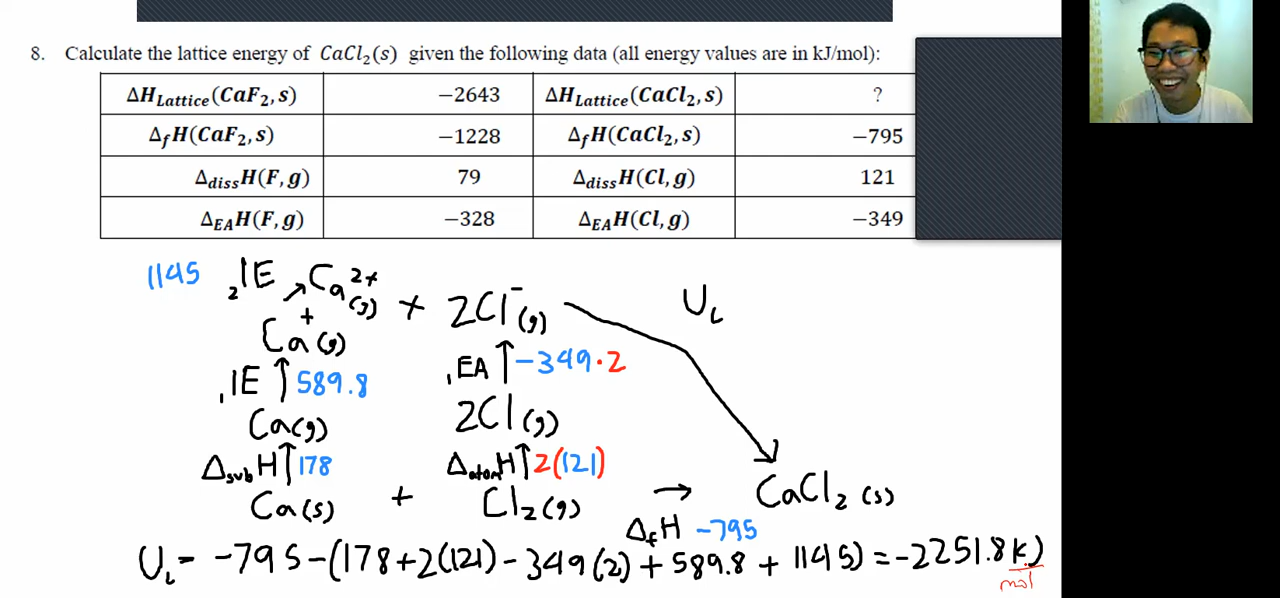 8. Calculate the lattice energy of CaCl₂(s) given the following data (all energy values are in kJ/mol):
ΔH_Lattice(CaF₂, s) −2643 ΔH_Lattice(CaCl₂, s) ?
Δ_fH(CaF₂, s) −1228 Δ_fH(CaCl₂, s) −795
Δ_dissH(F, g) 79 Δ_dissH(Cl, g) 121
Δ_EAH(F, g) −328 Δ_EAH(Cl, g) −349
1145 ₂IE ↗ Ca²⁺(g) + 2Cl⁻(g) U_L
Ca⁺(g)
₁IE ↑ 589.8 ₁EA ↑ −349·2
Ca(g) 2Cl(g)
Δ_subH ↑ 178 Δ_atomH ↑ 2(121)
Ca(s) + Cl₂(g) → CaCl₂(s)
Δ_fH −795
U_L = −795 − (178 + 2(121) − 349(2) + 589.8 + 1145) = −2251.8 kJ/mol